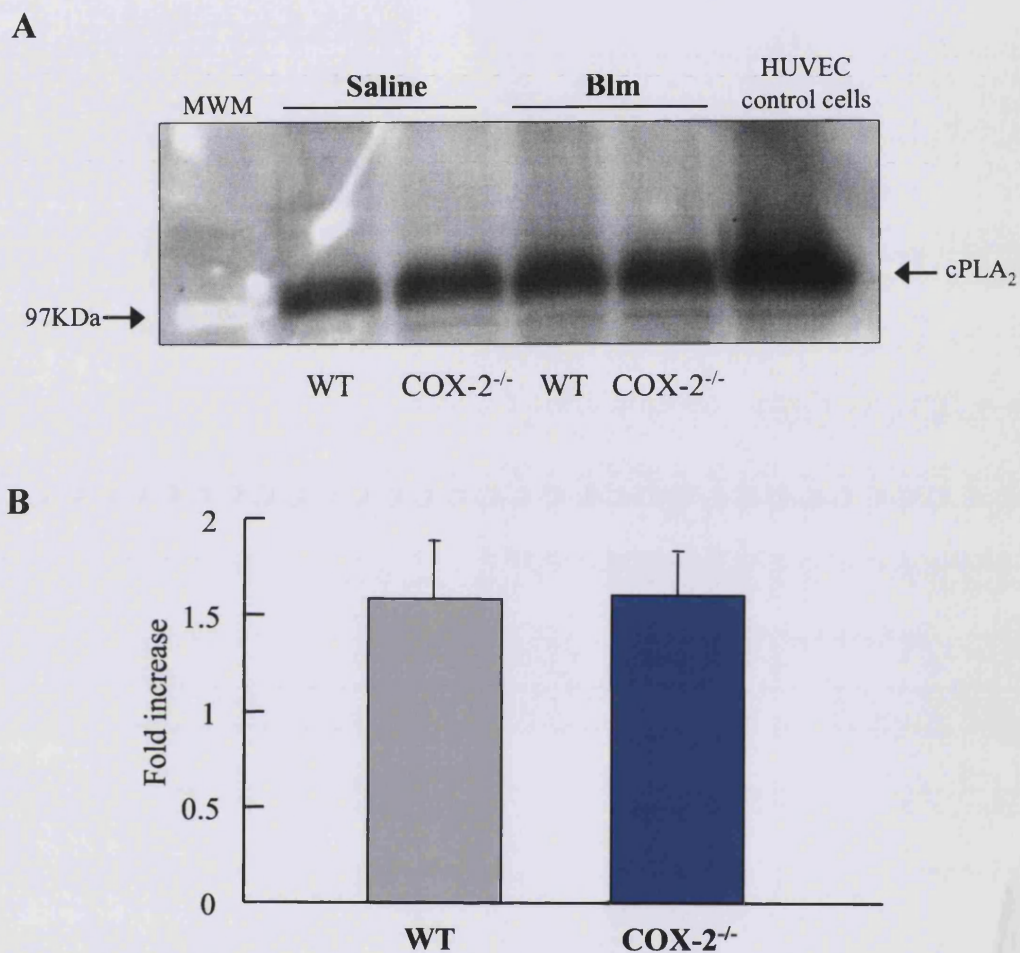 A
MWM
Saline
Blm
HUVEC
control cells
97KDa
cPLA₂
WT COX-2⁻/⁻ WT COX-2⁻/⁻
B
Fold increase
2
1.5
1
0.5
0
WT COX-2⁻/⁻